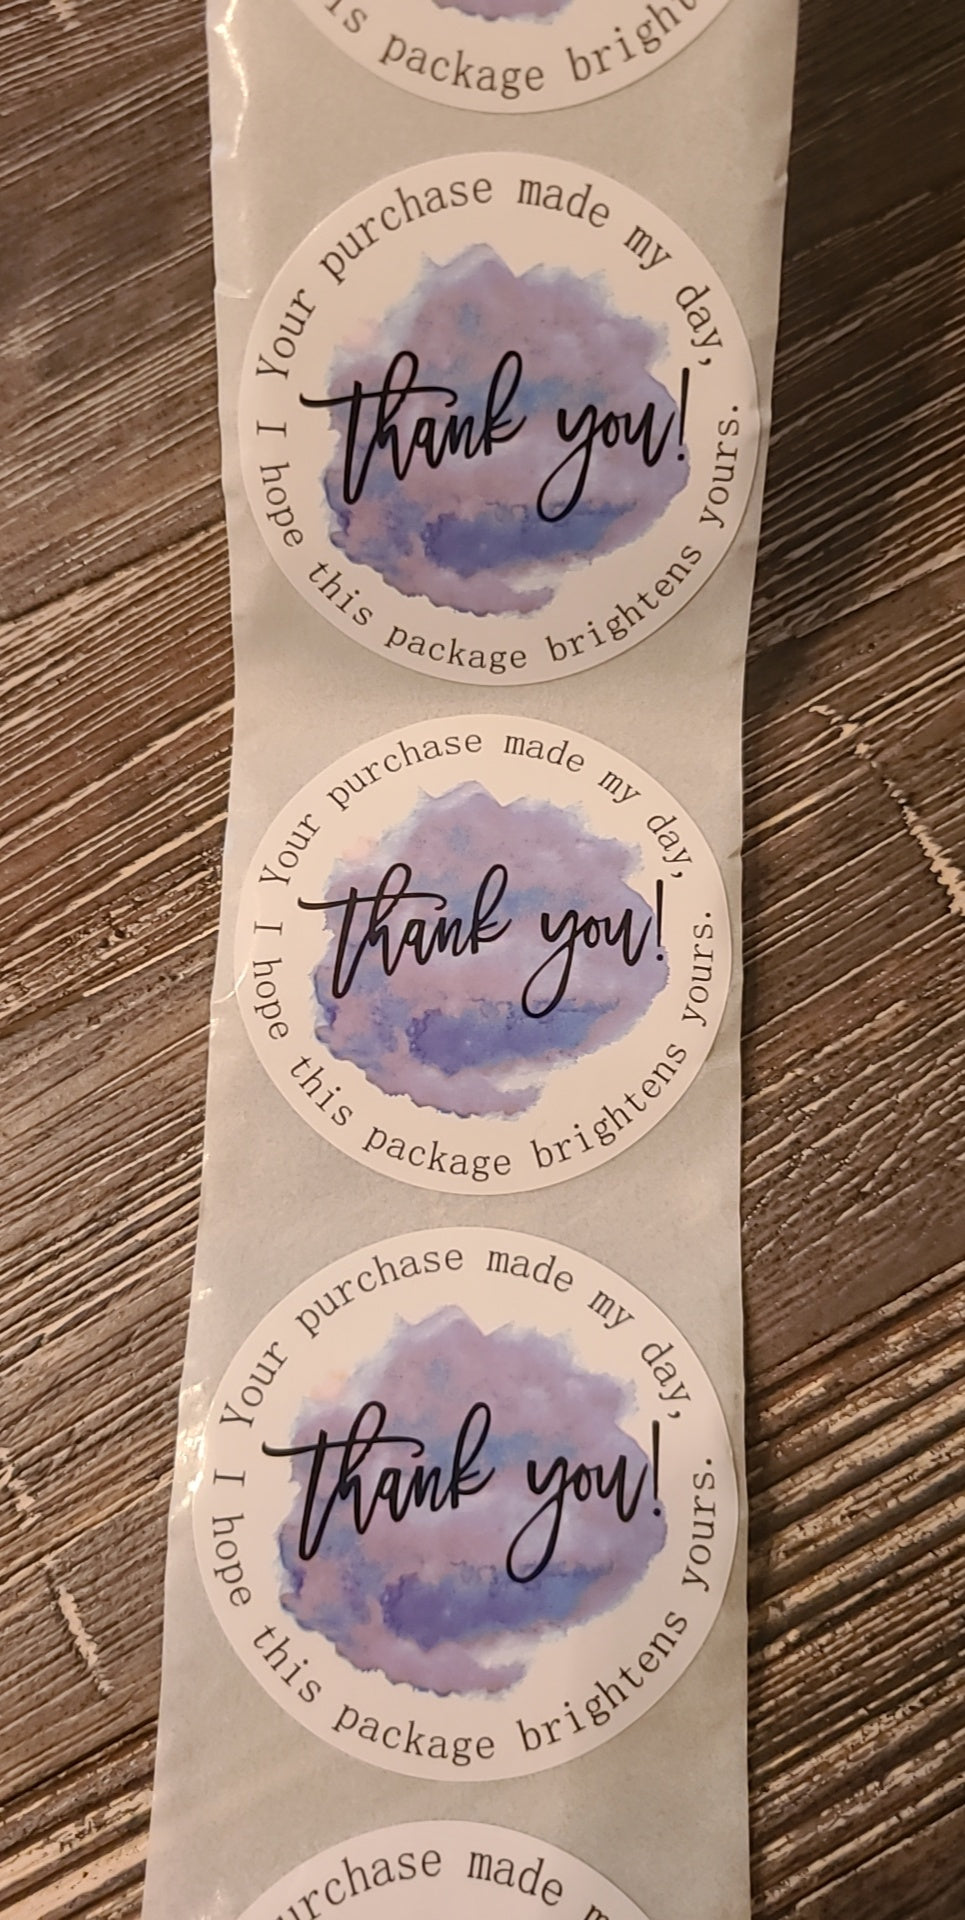 is package bright
Your purchase made my day,
thank you!
I hope this package brightens yours.
Your purchase made my day,
thank you!
I hope this package brightens yours.
Your purchase made my day,
thank you!
I hope this package brightens yours.
urchase made m